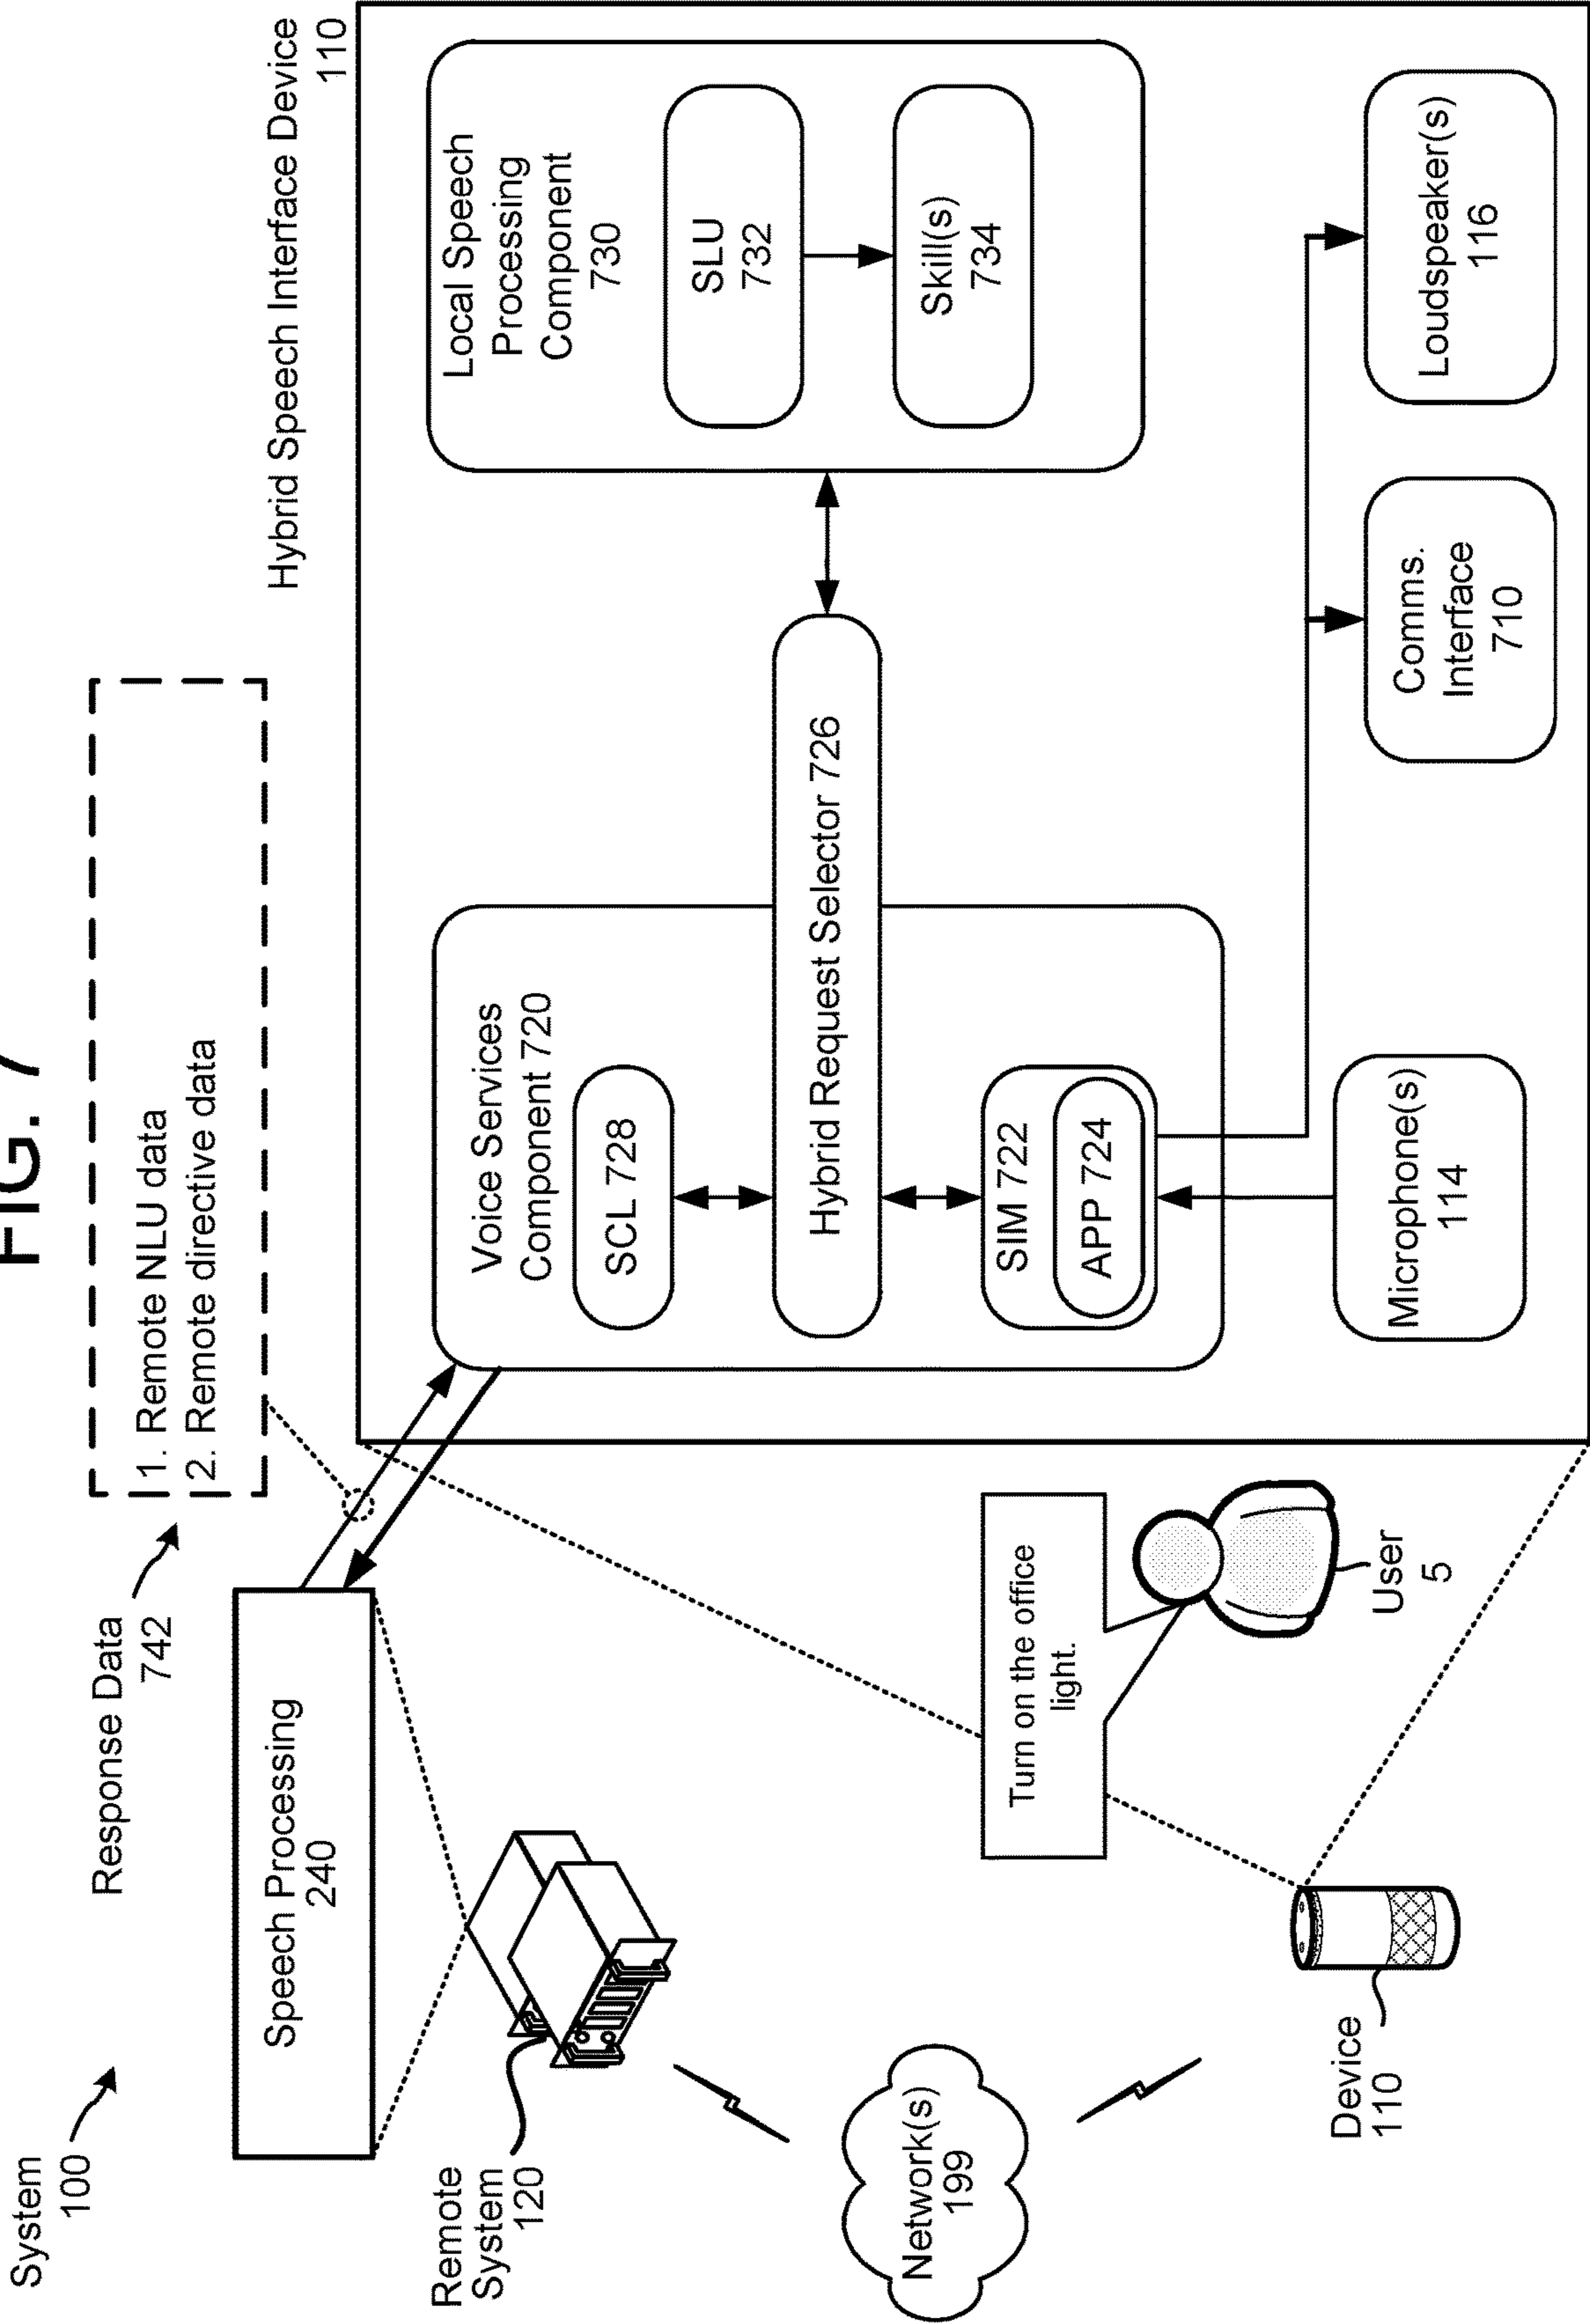 FIG. 7
System
100
Response Data
742
1. Remote NLU data
2. Remote directive data
Speech Processing
240
Remote
System
120
Network(s)
199
Device
110
Turn on the office
light.
User
5
Hybrid Speech Interface Device
110
Voice Services
Component 720
SCL 728
Hybrid Request Selector 726
SIM 722
APP 724
Local Speech
Processing
Component
730
SLU
732
Skill(s)
734
Microphone(s)
114
Comms.
Interface
710
Loudspeaker(s)
116